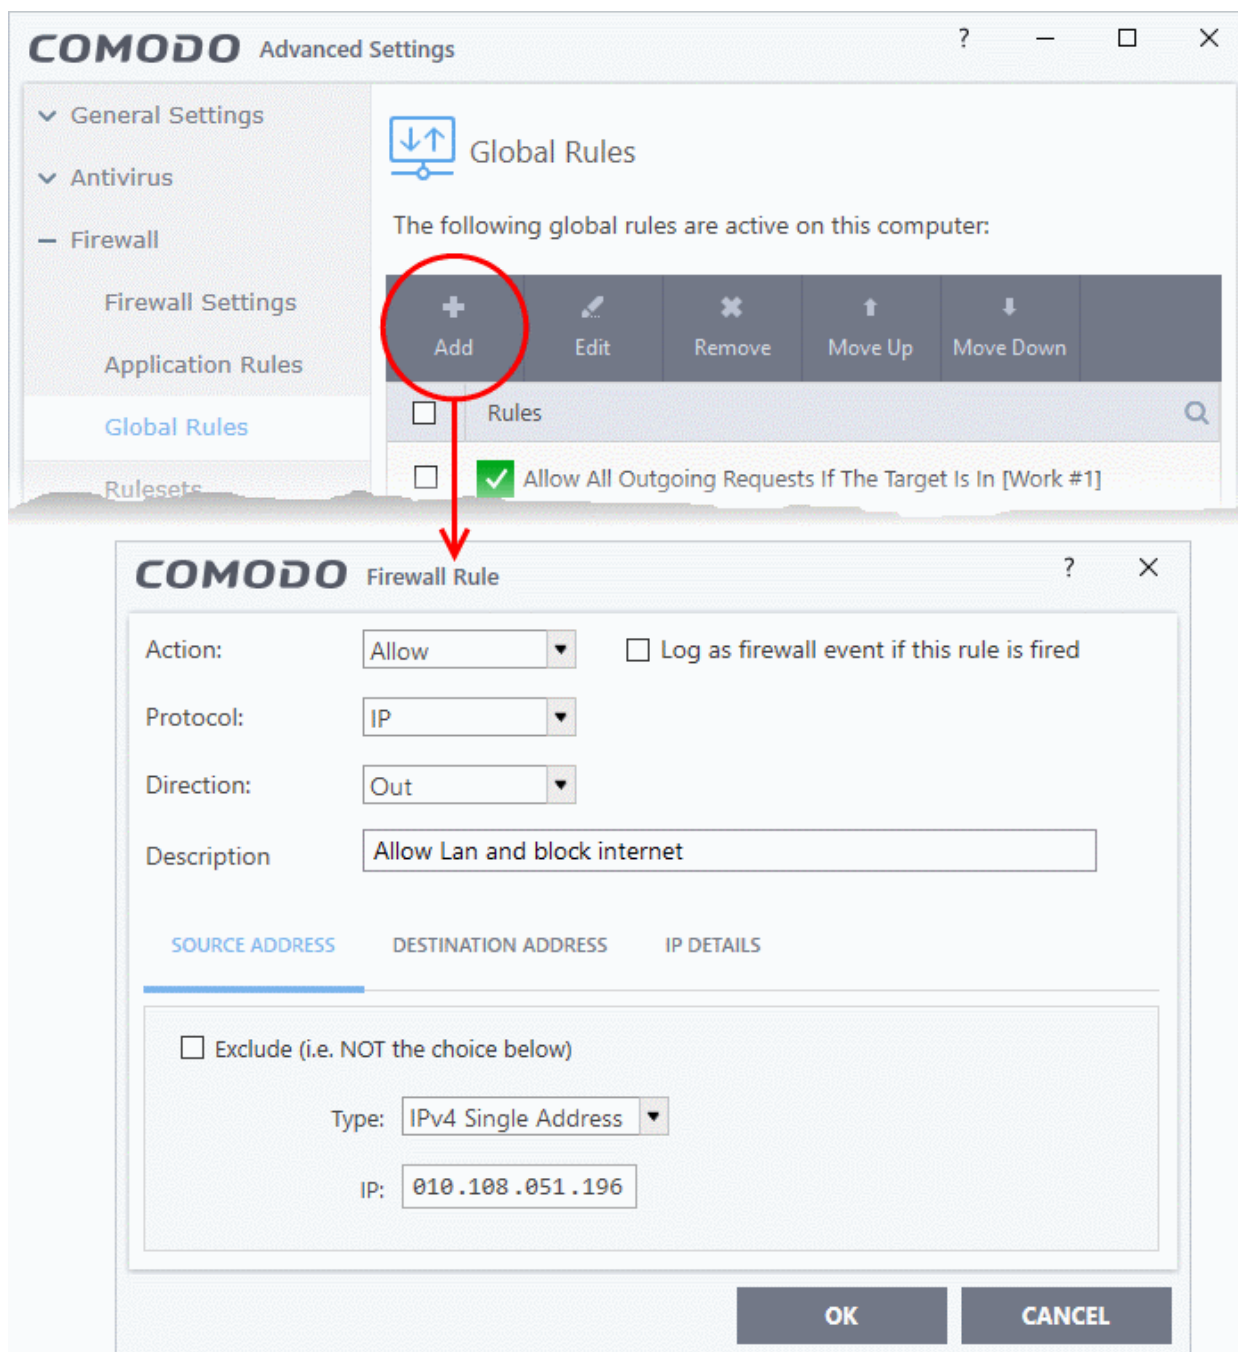 COMODO Advanced Settings ?
General Settings
Antivirus
Firewall
Firewall Settings
Application Rules
Global Rules
Rulesets
Global Rules
The following global rules are active on this computer:
Add Edit Remove Move Up Move Down
Rules
Allow All Outgoing Requests If The Target Is In [Work #1]
COMODO Firewall Rule ?
Action: Allow Log as firewall event if this rule is fired
Protocol: IP
Direction: Out
Description Allow Lan and block internet
SOURCE ADDRESS DESTINATION ADDRESS IP DETAILS
Exclude (i.e. NOT the choice below)
Type: IPv4 Single Address
IP: 010.108.051.196
OK CANCEL